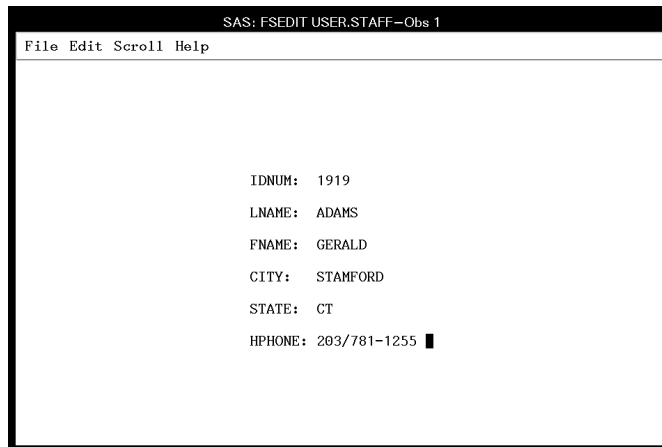 SAS: FSEDIT USER.STAFF–Obs 1
File Edit Scroll Help
IDNUM: 1919
LNAME: ADAMS
FNAME: GERALD
CITY: STAMFORD
STATE: CT
HPHONE: 203/781-1255